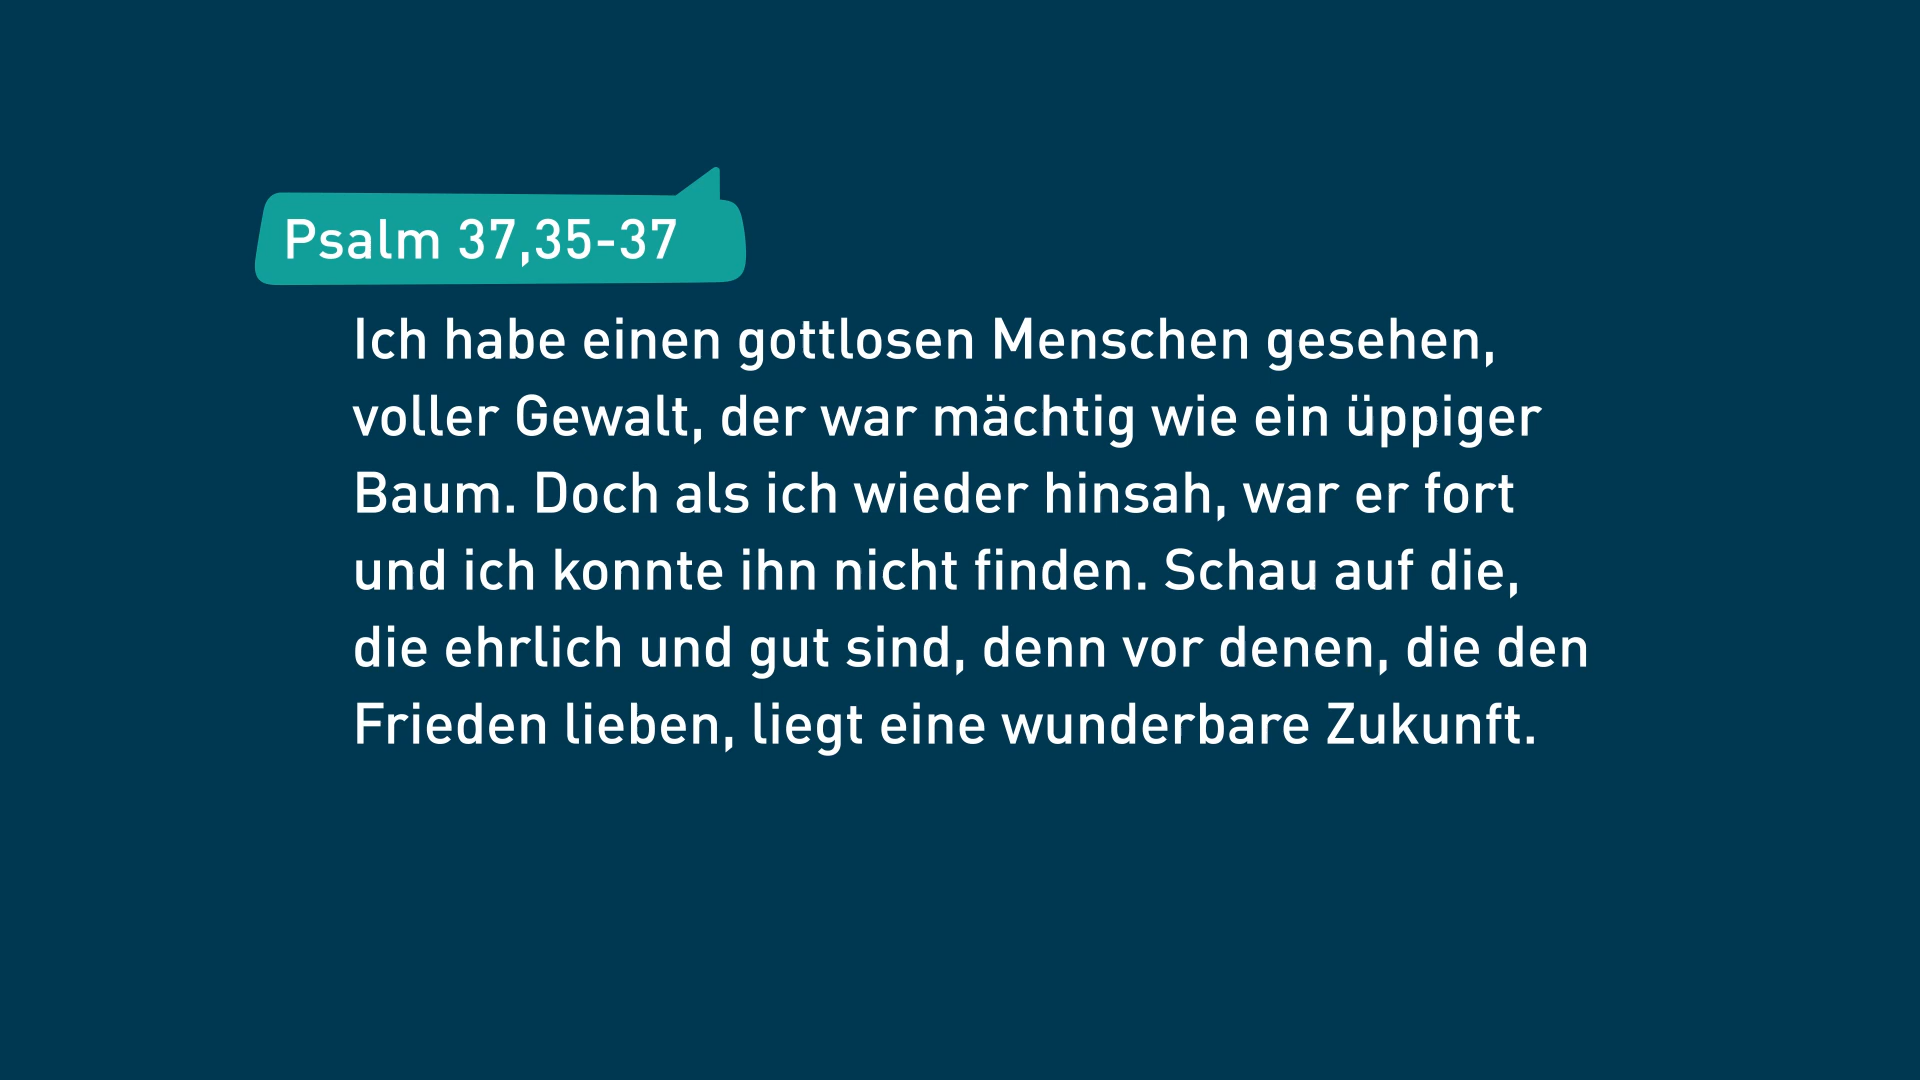 Psalm 37,35-37
Ich habe einen gottlosen Menschen gesehen,
voller Gewalt, der war mächtig wie ein üppiger
Baum. Doch als ich wieder hinsah, war er fort
und ich konnte ihn nicht finden. Schau auf die,
die ehrlich und gut sind, denn vor denen, die den
Frieden lieben, liegt eine wunderbare Zukunft.